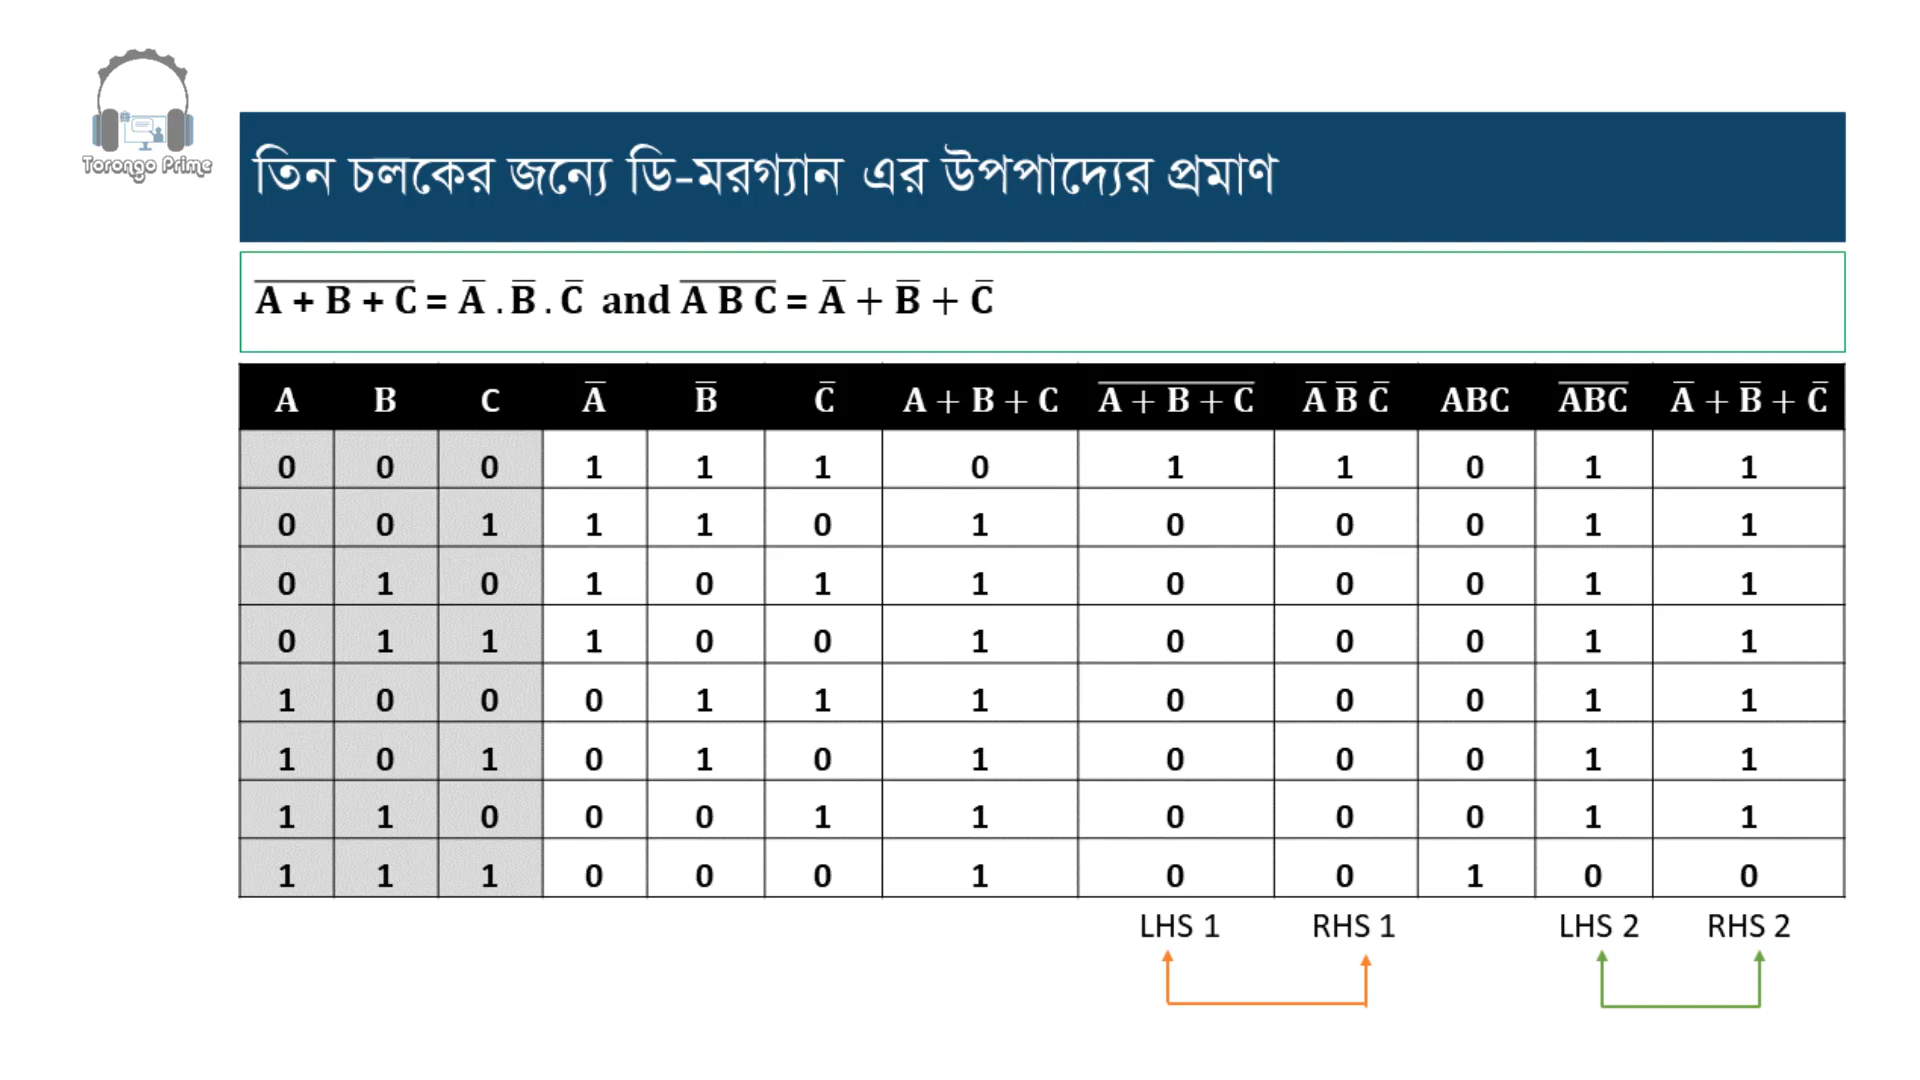 Torongo Prime
তিন চলকের জন্যে ডি-মরগ্যান এর উপপাদ্যের প্রমাণ
A̅ ̅+̅ ̅B̅ ̅+̅ ̅C̅ = A̅ . B̅ . C̅ and A̅ ̅B̅ ̅C̅ = A̅ + B̅ + C̅
A B C A̅ B̅ C̅ A + B + C A̅ ̅+̅ ̅B̅ ̅+̅ ̅C̅ A̅ B̅ C̅ ABC A̅B̅C̅ A̅ + B̅ + C̅
0 0 0 1 1 1 0 1 1 0 1 1
0 0 1 1 1 0 1 0 0 0 1 1
0 1 0 1 0 1 1 0 0 0 1 1
0 1 1 1 0 0 1 0 0 0 1 1
1 0 0 0 1 1 1 0 0 0 1 1
1 0 1 0 1 0 1 0 0 0 1 1
1 1 0 0 0 1 1 0 0 0 1 1
1 1 1 0 0 0 1 0 0 1 0 0
LHS 1 RHS 1 LHS 2 RHS 2